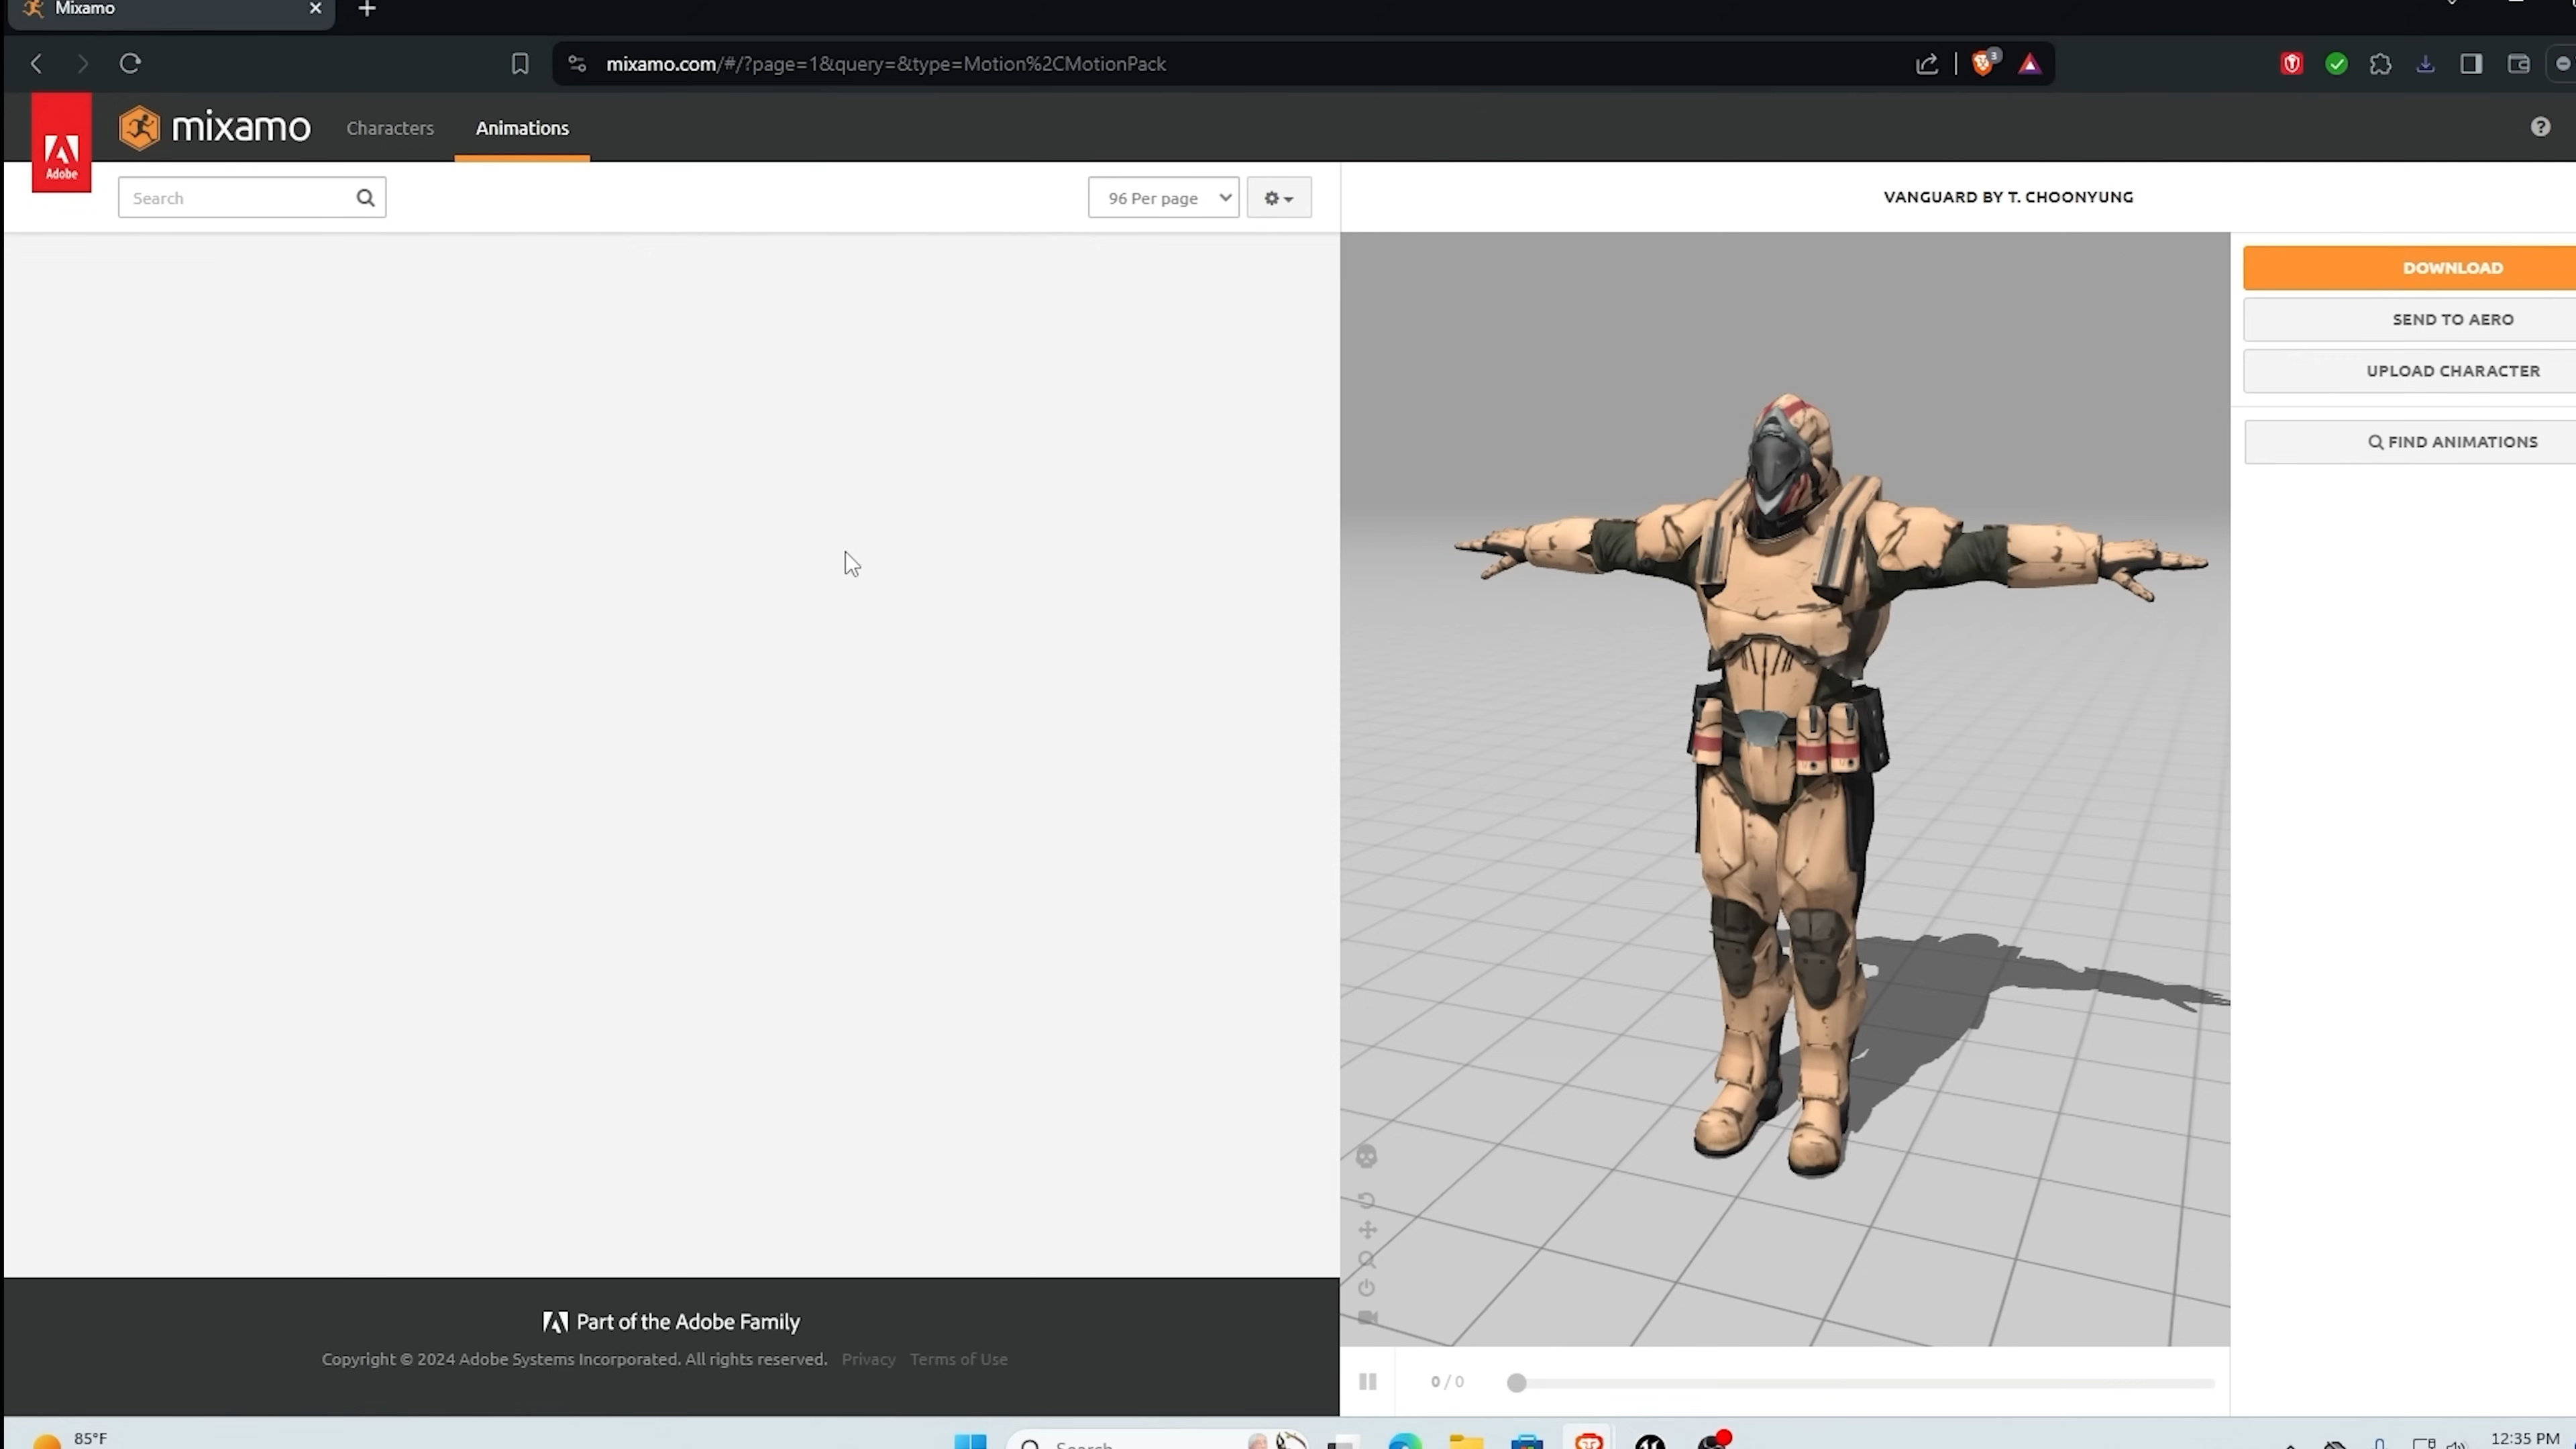 Mixamo
mixamo.com/#/?page=1&query=&type=Motion%2CMotionPack
3
Adobe
mixamo
Characters
Animations
Search
96 Per page
VANGUARD BY T. CHOONYUNG
DOWNLOAD
SEND TO AERO
UPLOAD CHARACTER
FIND ANIMATIONS
Part of the Adobe Family
Copyright © 2024 Adobe Systems Incorporated. All rights reserved. Privacy Terms of Use
0 / 0
85°F
Search
12:35 PM